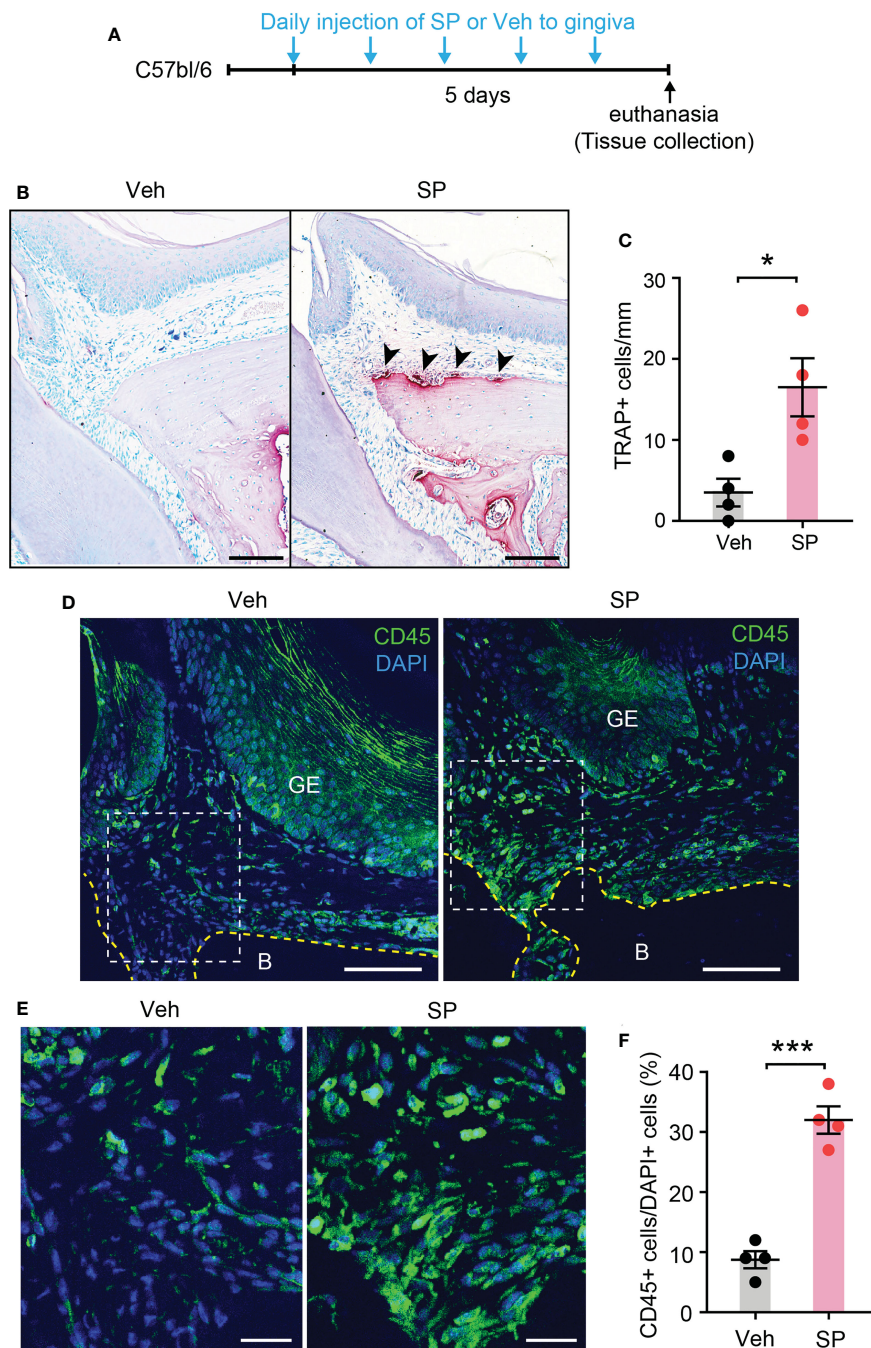 A
Daily injection of SP or Veh to gingiva
C57bl/6
5 days
euthanasia
(Tissue collection)
B
Veh
SP
C
*
30
20
10
0
TRAP+ cells/mm
Veh
SP
D
Veh
SP
CD45
DAPI
GE
B
CD45
DAPI
GE
B
E
Veh
SP
F
***
40
30
20
10
0
CD45+ cells/DAPI+ cells (%)
Veh
SP